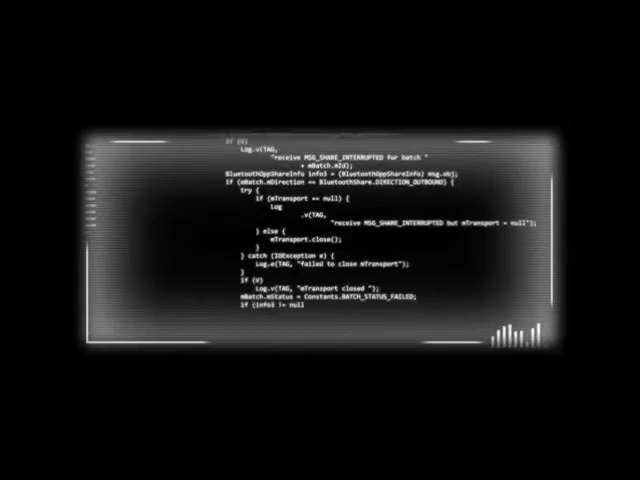 if (V)
Log.v(TAG,
"receive MSG_SHARE_INTERRUPTED for batch "
+ mBatch.mId);
BluetoothOppShareInfo info3 = (BluetoothOppShareInfo) msg.obj;
if (mBatch.mDirection == BluetoothShare.DIRECTION_OUTBOUND) {
try {
if (mTransport == null) {
Log
.v(TAG,
"receive MSG_SHARE_INTERRUPTED but mTransport = null");
} else {
mTransport.close();
}
} catch (IOException e) {
Log.e(TAG, "failed to close mTransport");
}
if (V)
Log.v(TAG, "mTransport closed ");
mBatch.mStatus = Constants.BATCH_STATUS_FAILED;
if (info3 != null